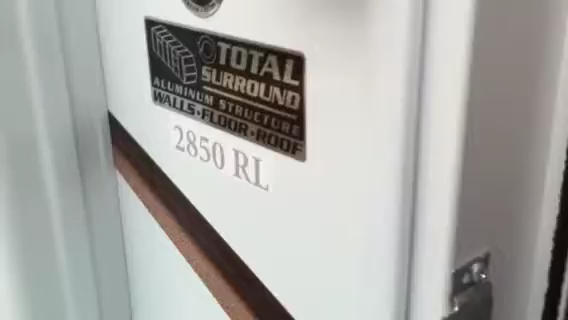 TOTAL
SURROUND
ALUMINUM STRUCTURE
WALLS•FLOOR•ROOF
2850 RL